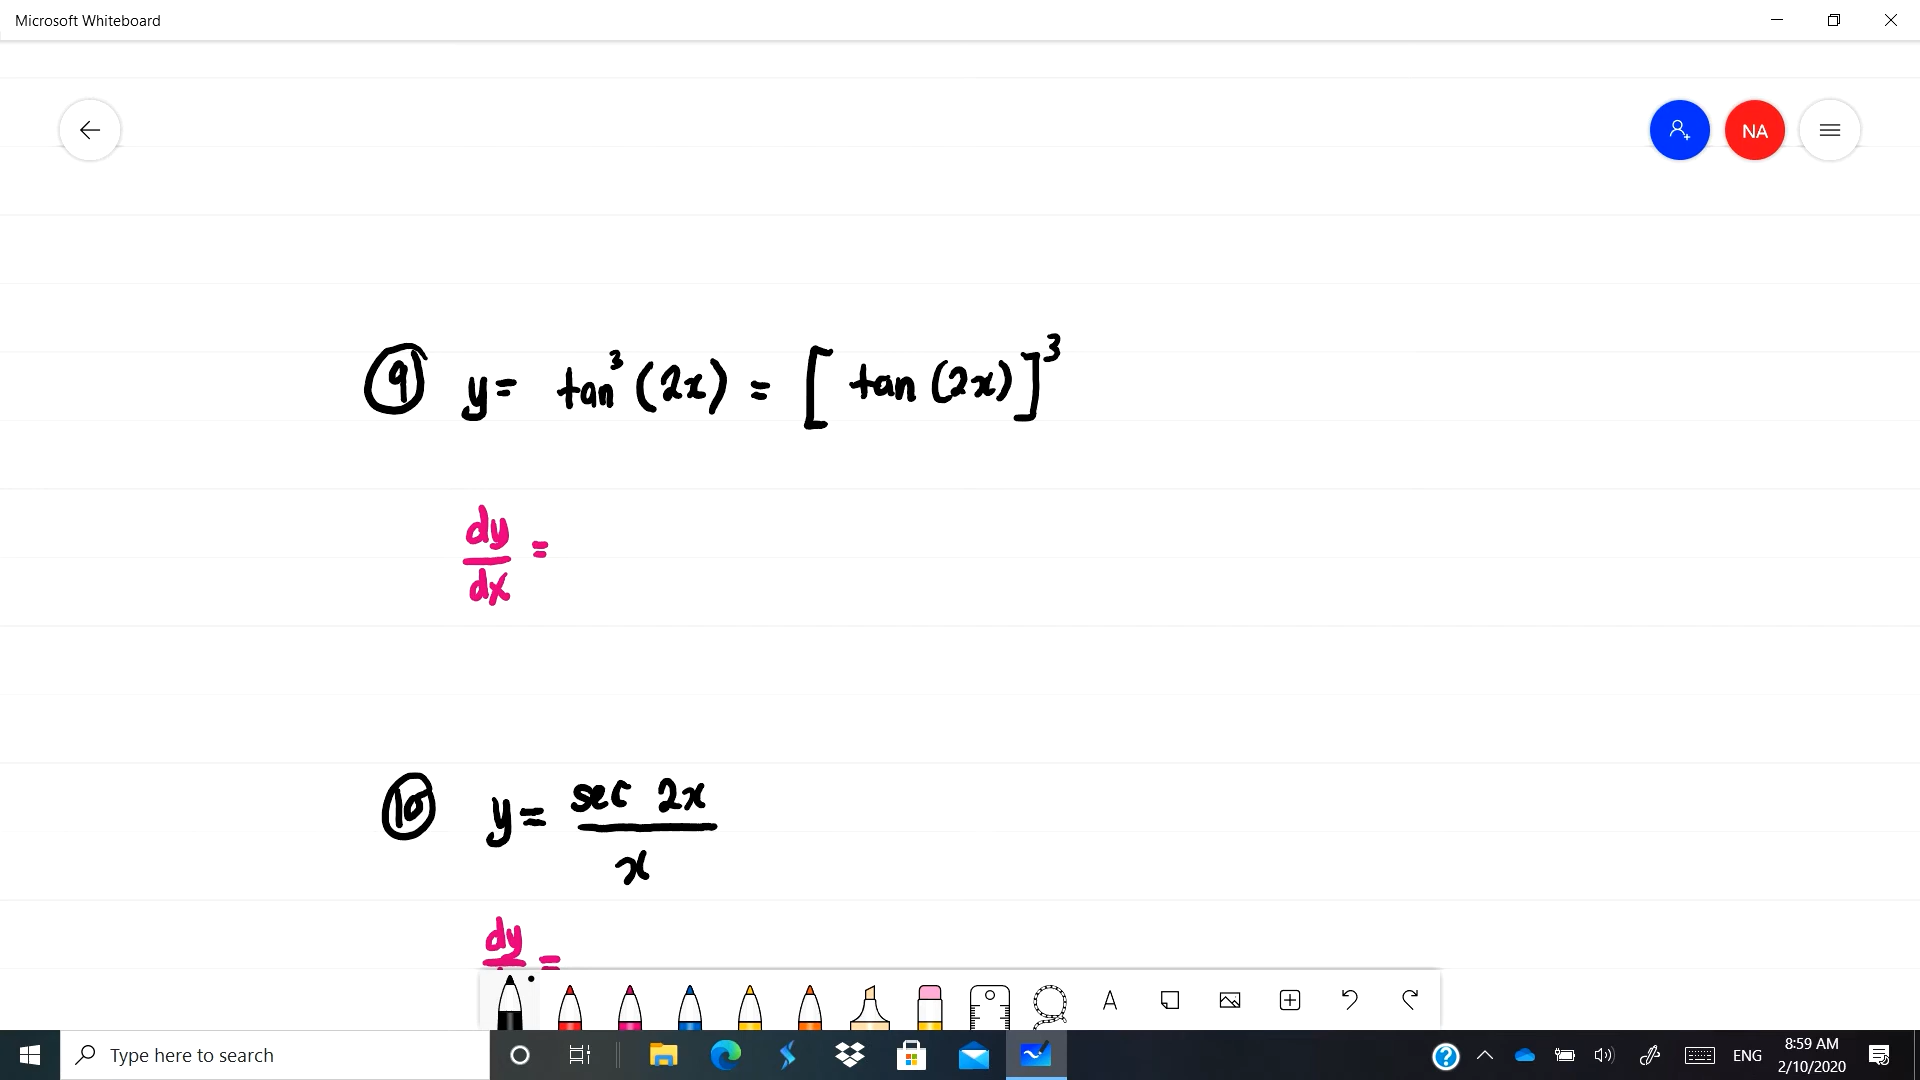 Microsoft Whiteboard
NA
9 y = tan³ (2x) = [ tan (2x) ]³
dy
dx
=
10 y = sec 2x
x
dy =
A
Type here to search
ENG
8:59 AM
2/10/2020